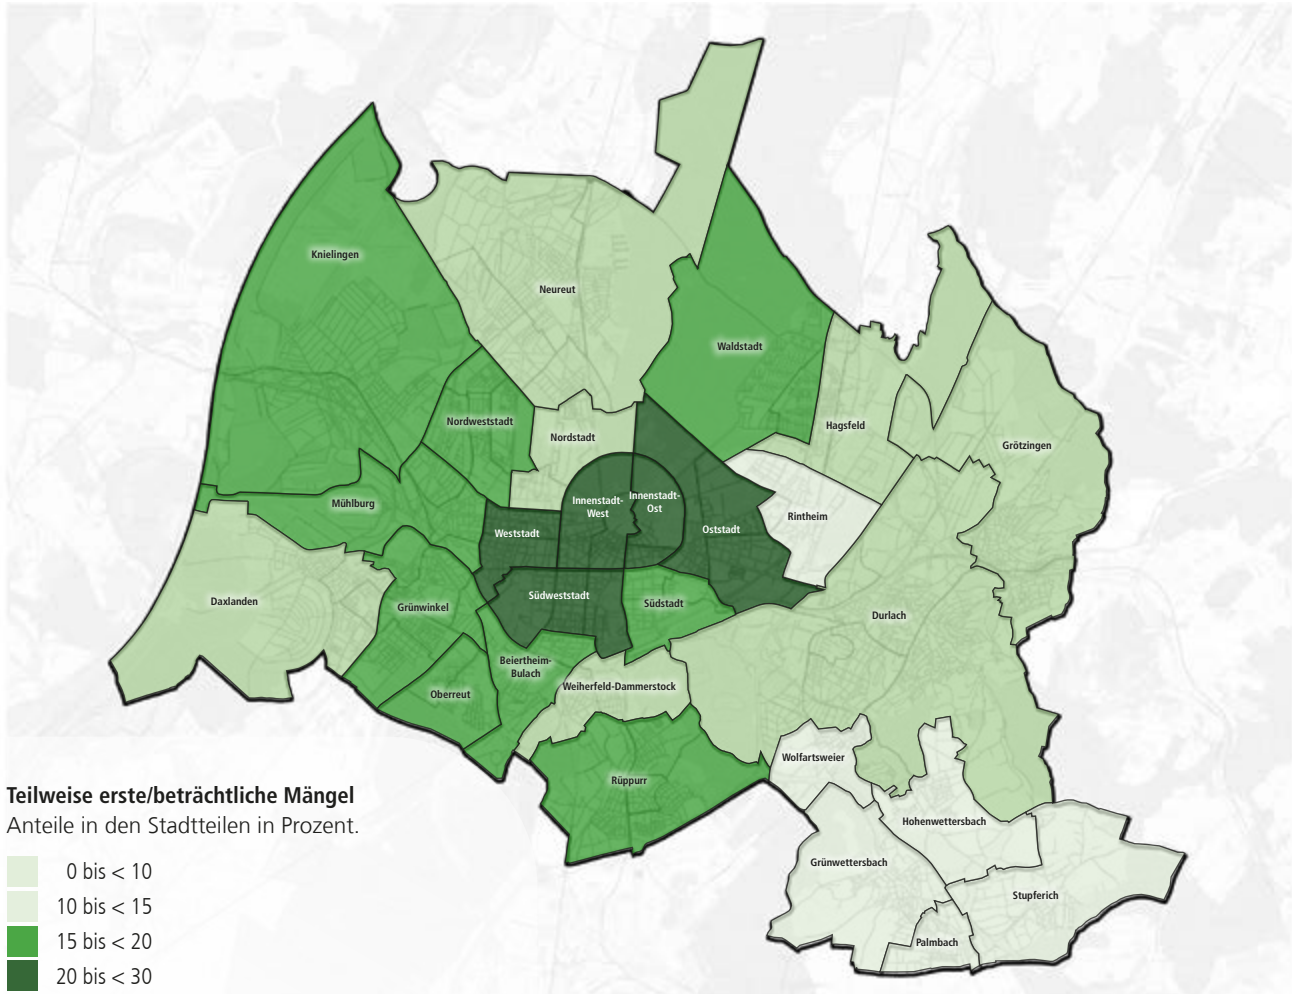 Knielingen
Neureut
Waldstadt
Nordweststadt
Nordstadt
Hagsfeld
Grötzingen
Mühlburg
Innenstadt-
West
Innenstadt-
Ost
Rintheim
Weststadt
Oststadt
Daxlanden
Grünwinkel
Südweststadt
Südstadt
Durlach
Beiertheim-
Bulach
Oberreut
Weiherfeld-Dammerstock
Rüppurr
Wolfartsweier
Hohenwettersbach
Grünwettersbach
Stupferich
Palmbach
Teilweise erste/beträchtliche Mängel
Anteile in den Stadtteilen in Prozent.
0 bis < 10
10 bis < 15
15 bis < 20
20 bis < 30